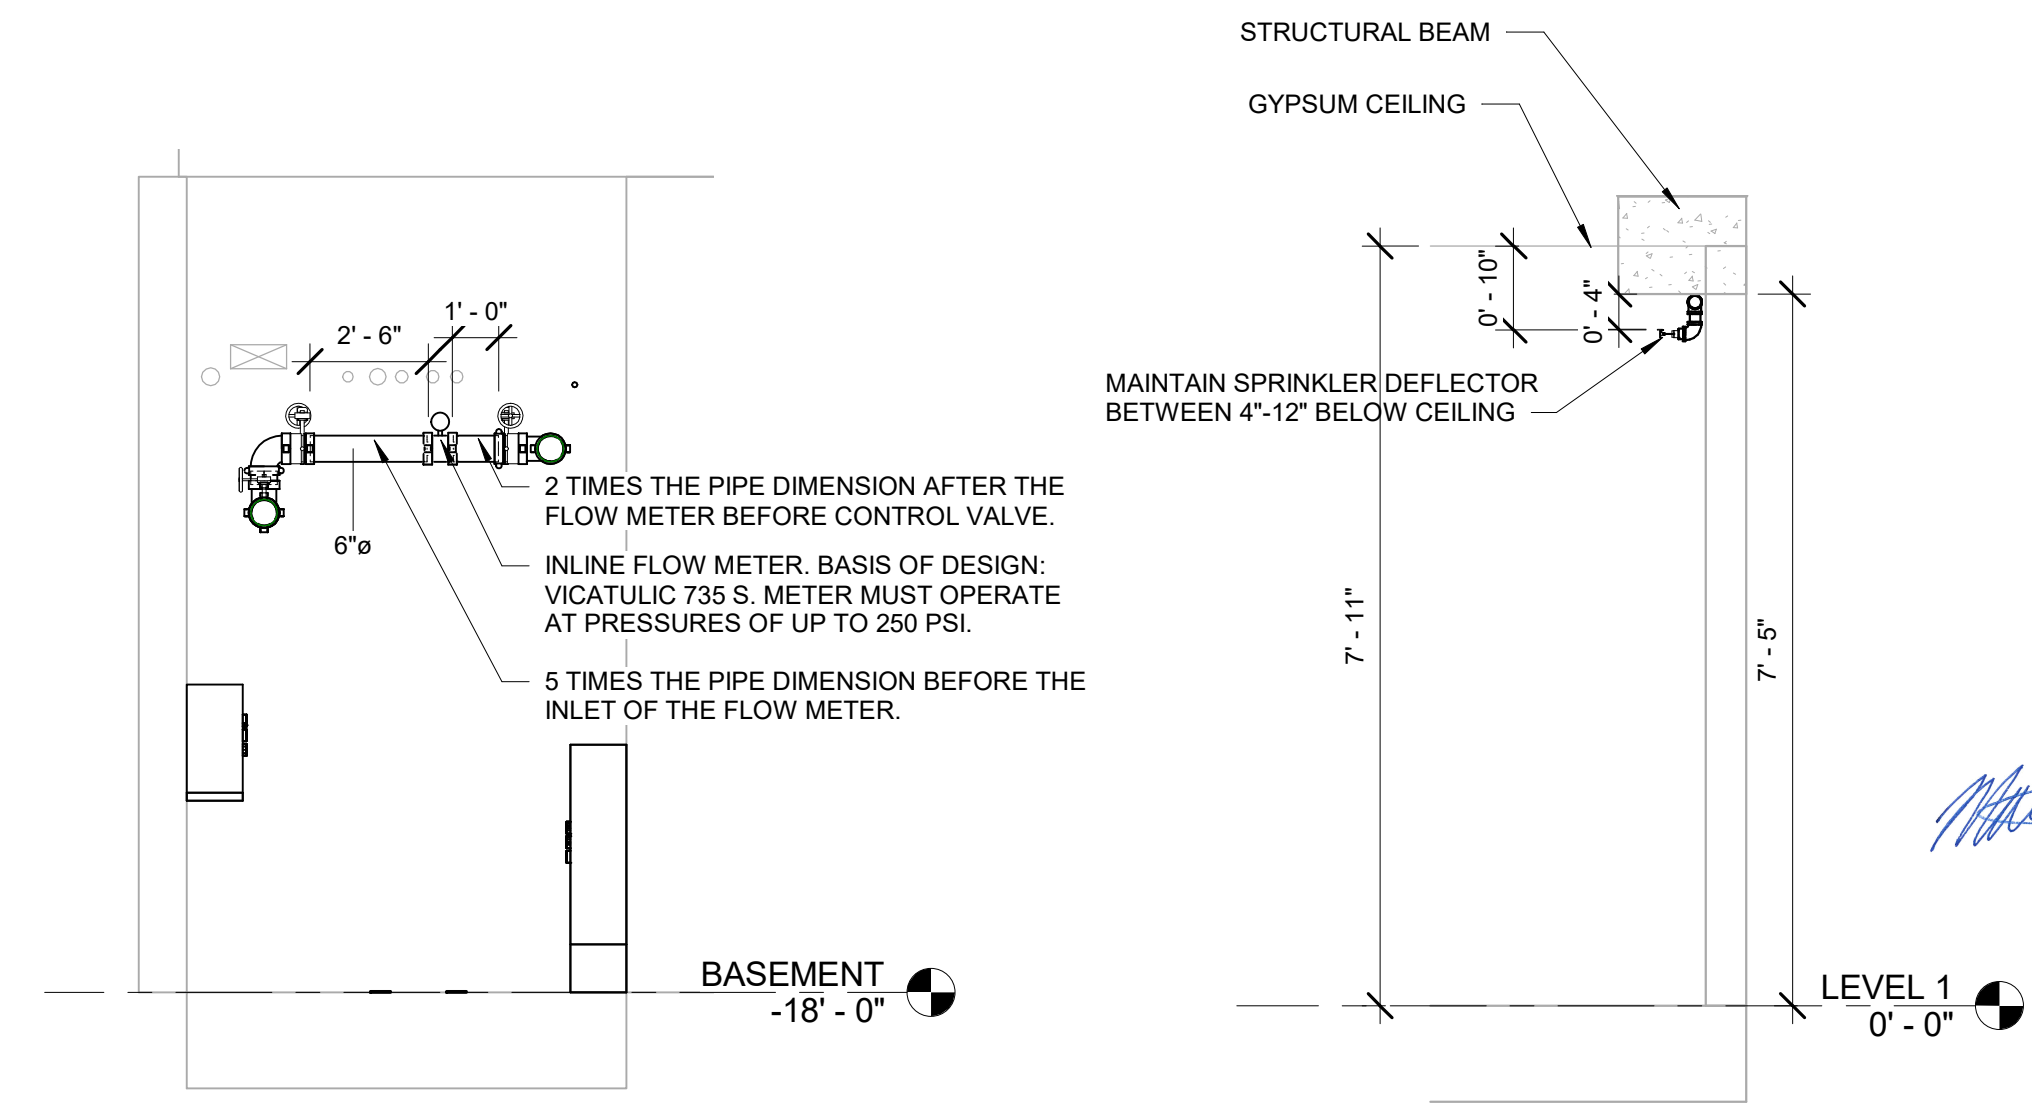 STRUCTURAL BEAM
GYPSUM CEILING
2' - 6"
1' - 0"
6"ø
2 TIMES THE PIPE DIMENSION AFTER THE
FLOW METER BEFORE CONTROL VALVE.
INLINE FLOW METER. BASIS OF DESIGN:
VICATULIC 735 S. METER MUST OPERATE
AT PRESSURES OF UP TO 250 PSI.
5 TIMES THE PIPE DIMENSION BEFORE THE
INLET OF THE FLOW METER.
BASEMENT
-18' - 0"
0' - 10"
0' - 4"
MAINTAIN SPRINKLER DEFLECTOR
BETWEEN 4"-12" BELOW CEILING
7' - 11"
7' - 5"
LEVEL 1
0' - 0"